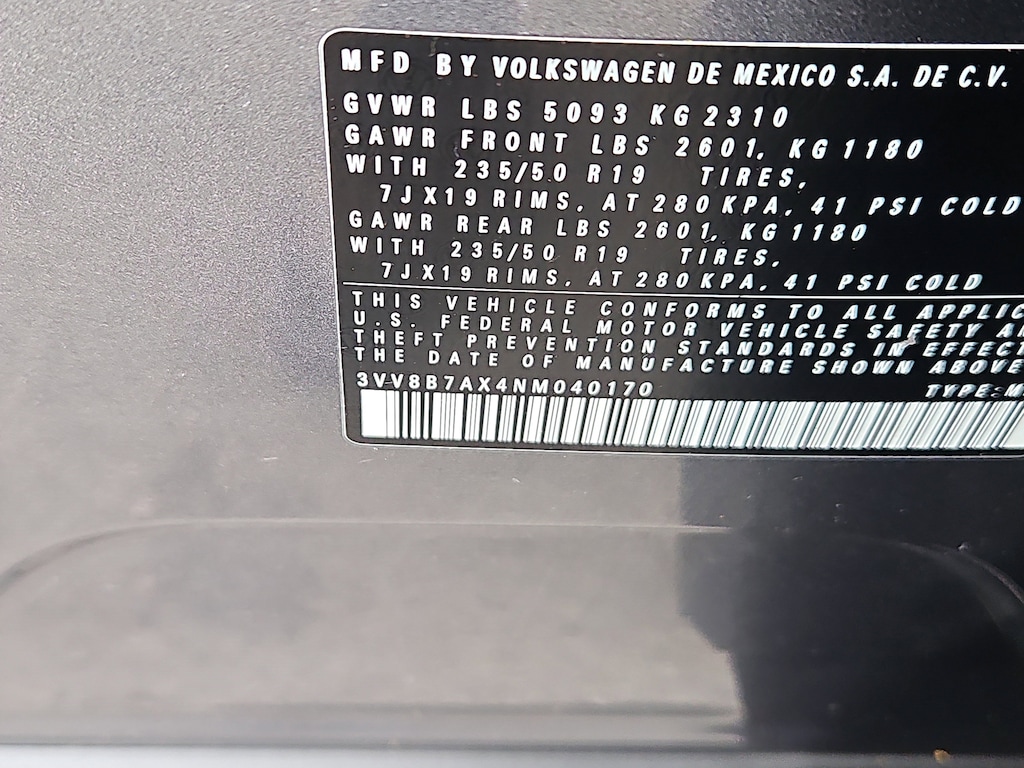 MFD BY VOLKSWAGEN DE MEXICO S.A. DE C.V.
GVWR LBS 5093 KG 2310
GAWR FRONT LBS 2601, KG 1180
WITH 235/50 R19 TIRES,
7JX19 RIMS, AT 280 KPA, 41 PSI COLD
GAWR REAR LBS 2601, KG 1180
WITH 235/50 R19 TIRES,
7JX19 RIMS, AT 280 KPA, 41 PSI COLD
THIS VEHICLE CONFORMS TO ALL APPLIC
U.S. FEDERAL MOTOR VEHICLE SAFETY A
THEFT PREVENTION STANDARDS IN EFFECT
THE DATE OF MANUFACTURE SHOWN ABOVE
3VV8B7AX4NM040170 TYPE: M